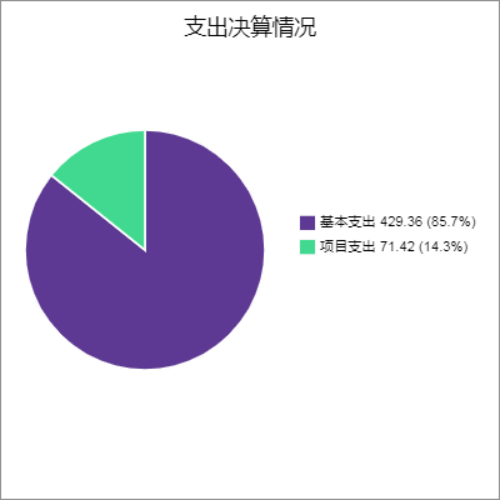 支出决算情况
基本支出 429.36 (85.7%)
项目支出 71.42 (14.3%)